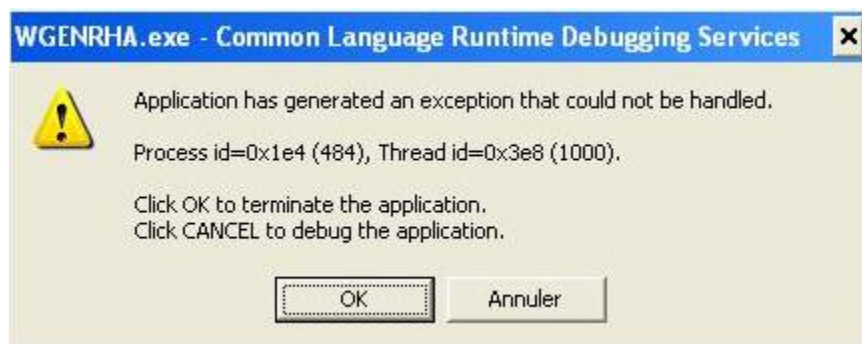 WGENRHA.exe - Common Language Runtime Debugging Services
Application has generated an exception that could not be handled.
Process id=0x1e4 (484), Thread id=0x3e8 (1000).
Click OK to terminate the application.
Click CANCEL to debug the application.
OK
Annuler